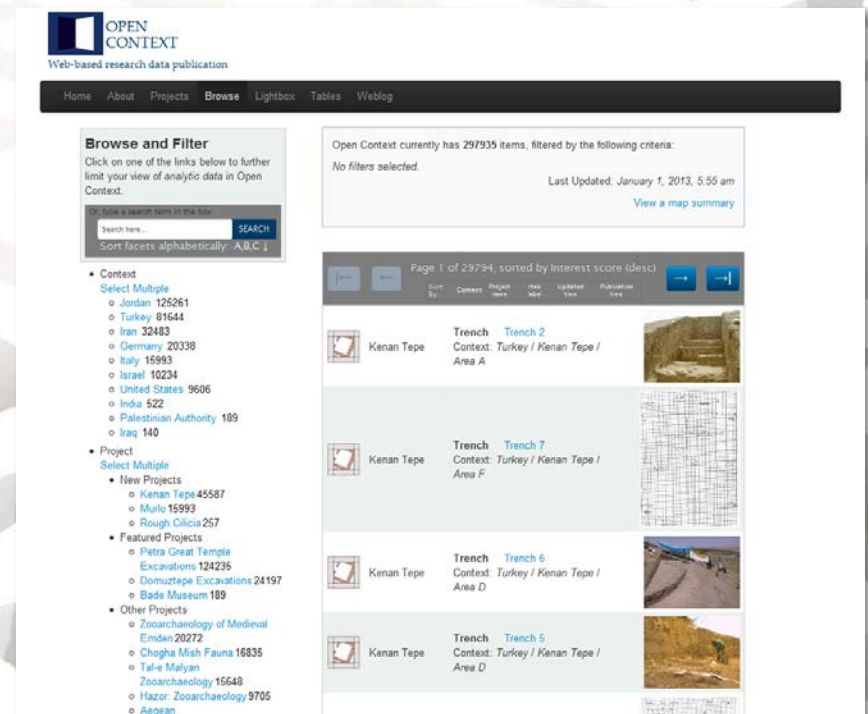 OPEN
CONTEXT
Web-based research data publication
Home About Projects Browse Lightbox Tables Weblog
Browse and Filter
Click on one of the links below to further
limit your view of analytic data in Open
Context.
Or, type a search term in the box:
Search here...
SEARCH
Sort facets alphabetically: A,B,C ↓
• Context
Select Multiple
o Jordan 125261
o Turkey 81644
o Iran 32483
o Germany 20338
o Italy 15993
o Israel 10234
o United States 9606
o India 522
o Palestinian Authority 189
o Iraq 140
• Project
Select Multiple
• New Projects
o Kenan Tepe 45587
o Murlo 15993
o Rough Cilicia 257
• Featured Projects
o Petra Great Temple
Excavations 124235
o Domuztepe Excavations 24197
o Bade Museum 189
• Other Projects
o Zooarchaeology of Medieval
Emden 20272
o Chogha Mish Fauna 16835
o Tal-e Malyan
Zooarchaeology 15648
o Hazor: Zooarchaeology 9705
o Aegean
Open Context currently has 297935 items, filtered by the following criteria:
No filters selected.
Last Updated: January 1, 2013, 5:55 am
View a map summary
Page 1 of 29794, sorted by Interest score (desc)
Sort By: Context Project name Item label Updated time Publication time
Kenan Tepe
Trench Trench 2
Context: Turkey / Kenan Tepe /
Area A
Kenan Tepe
Trench Trench 7
Context: Turkey / Kenan Tepe /
Area F
Kenan Tepe
Trench Trench 6
Context: Turkey / Kenan Tepe /
Area D
Kenan Tepe
Trench Trench 5
Context: Turkey / Kenan Tepe /
Area D